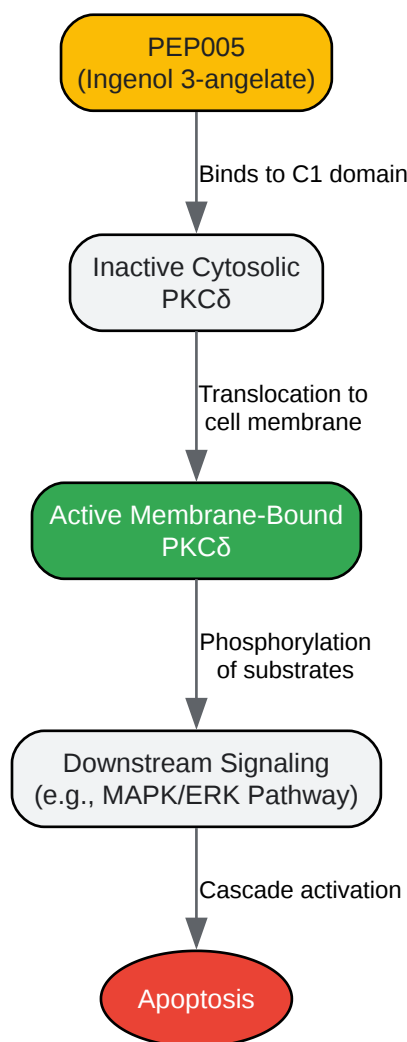 PEP005
(Ingenol 3-angelate)
Binds to C1 domain
Inactive Cytosolic
PKCδ
Translocation to
cell membrane
Active Membrane-Bound
PKCδ
Phosphorylation
of substrates
Downstream Signaling
(e.g., MAPK/ERK Pathway)
Cascade activation
Apoptosis